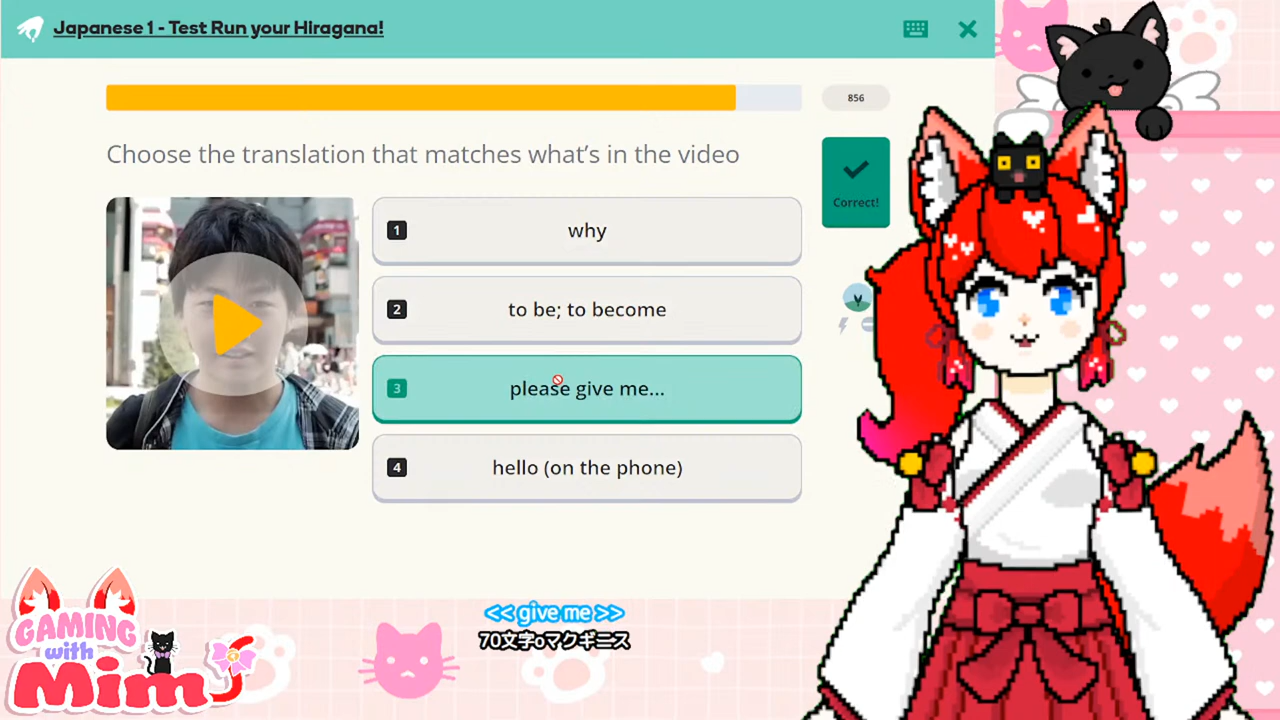 Japanese 1 - Test Run your Hiragana!
856
Choose the translation that matches what's in the video
Correct!
1 why
2 to be; to become
3 please give me...
4 hello (on the phone)
<< give me >>
70文字oマクギニス
GAMING
with
Mim